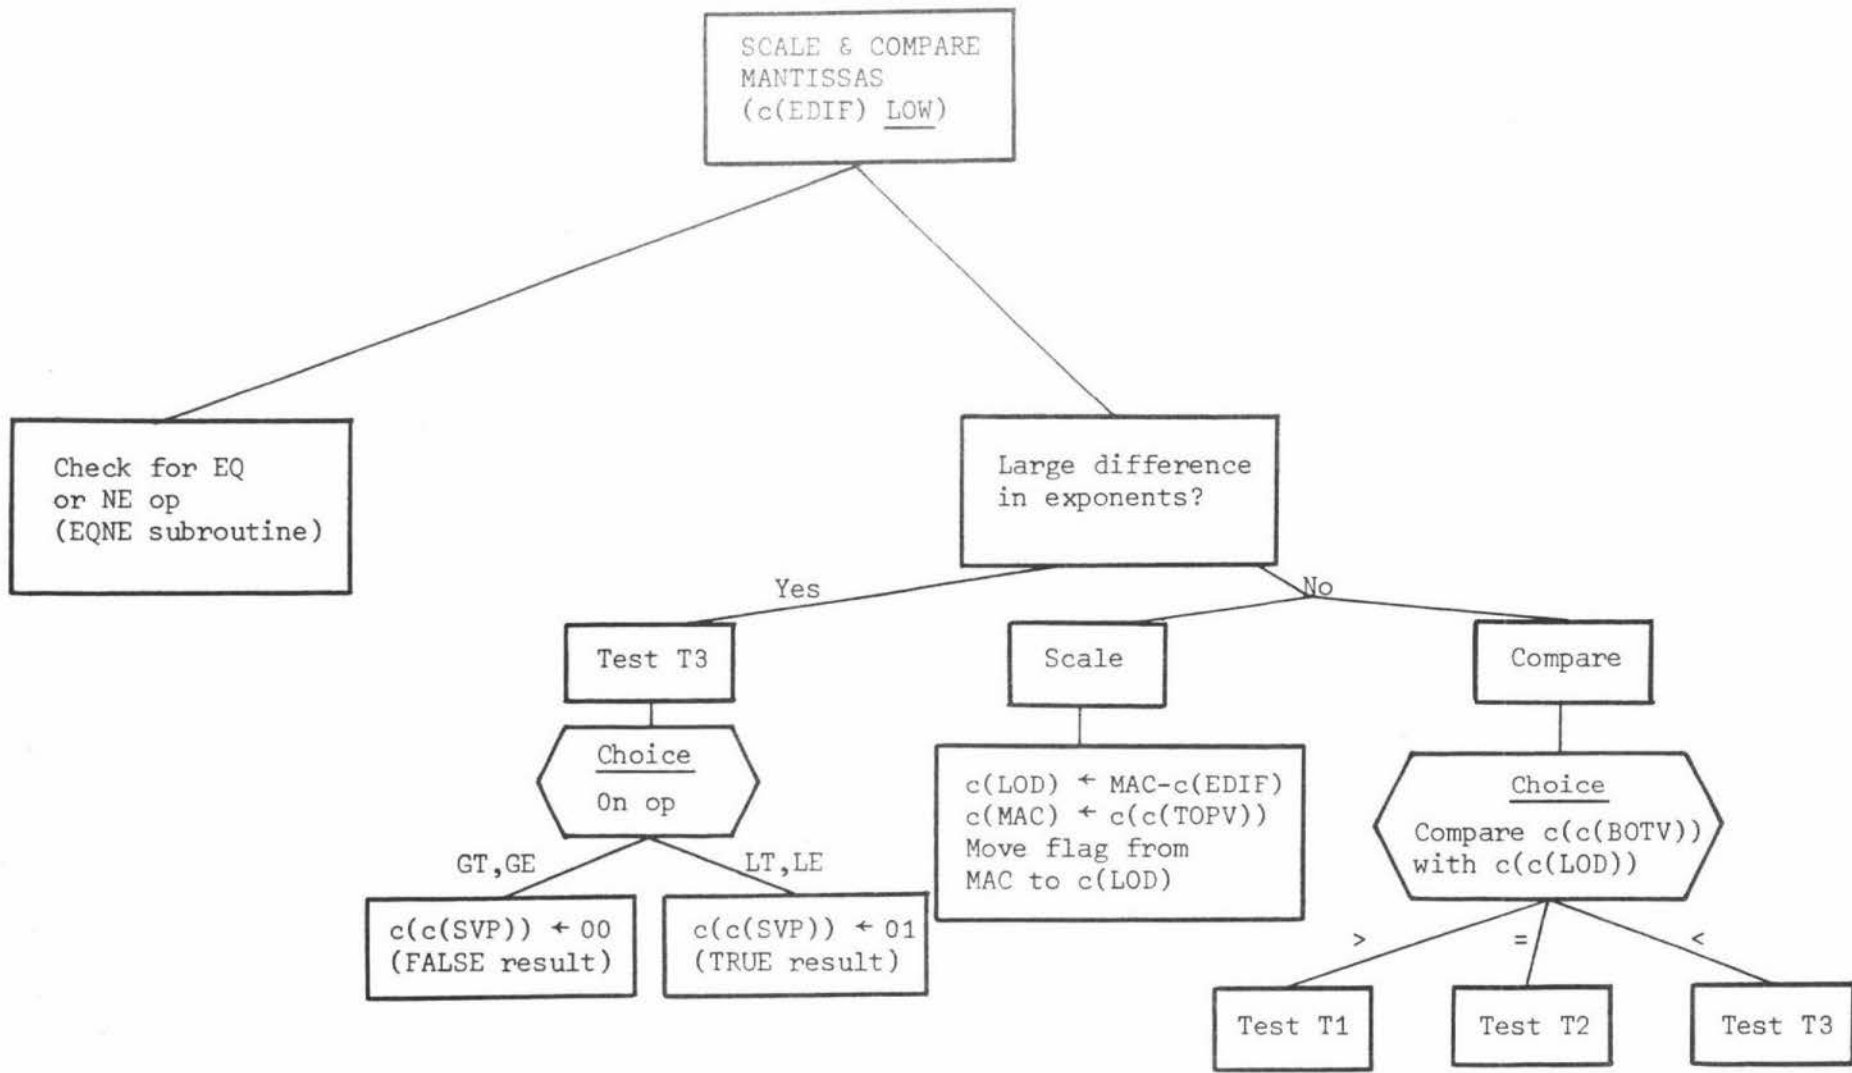 SCALE & COMPARE
MANTISSAS
(c(EDIF) LOW)
Check for EQ
or NE op
(EQNE subroutine)
Large difference
in exponents?
Yes
No
Test T3
Scale
Compare
Choice
On op
GT,GE
LT,LE
c(c(SVP)) ← 00
(FALSE result)
c(c(SVP)) ← 01
(TRUE result)
c(LOD) ← MAC-c(EDIF)
c(MAC) ← c(c(TOPV))
Move flag from
MAC to c(LOD)
Choice
Compare c(c(BOTV))
with c(c(LOD))
>
=
<
Test T1
Test T2
Test T3